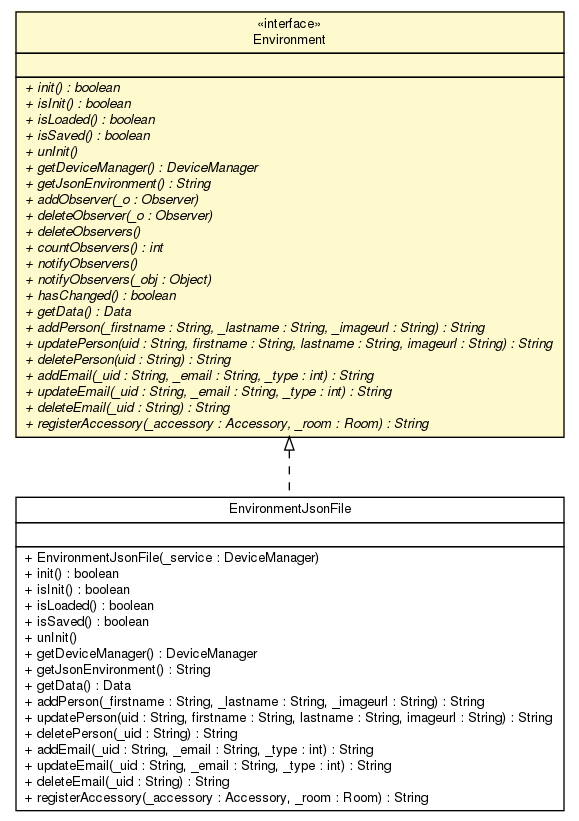 «interface»
Environment
+ init() : boolean
+ isInit() : boolean
+ isLoaded() : boolean
+ isSaved() : boolean
+ unInit()
+ getDeviceManager() : DeviceManager
+ getJsonEnvironment() : String
+ addObserver(_o : Observer)
+ deleteObserver(_o : Observer)
+ deleteObservers()
+ countObservers() : int
+ notifyObservers()
+ notifyObservers(_obj : Object)
+ hasChanged() : boolean
+ getData() : Data
+ addPerson(_firstname : String, _lastname : String, _imageurl : String) : String
+ updatePerson(uid : String, firstname : String, lastname : String, imageurl : String) : String
+ deletePerson(uid : String) : String
+ addEmail(_uid : String, _email : String, _type : int) : String
+ updateEmail(_uid : String, _email : String, _type : int) : String
+ deleteEmail(_uid : String) : String
+ registerAccessory(_accessory : Accessory, _room : Room) : String
EnvironmentJsonFile
+ EnvironmentJsonFile(_service : DeviceManager)
+ init() : boolean
+ isInit() : boolean
+ isLoaded() : boolean
+ isSaved() : boolean
+ unInit()
+ getDeviceManager() : DeviceManager
+ getJsonEnvironment() : String
+ getData() : Data
+ addPerson(_firstname : String, _lastname : String, _imageurl : String) : String
+ updatePerson(uid : String, firstname : String, lastname : String, imageurl : String) : String
+ deletePerson(_uid : String) : String
+ addEmail(_uid : String, _email : String, _type : int) : String
+ updateEmail(_uid : String, _email : String, _type : int) : String
+ deleteEmail(_uid : String) : String
+ registerAccessory(_accessory : Accessory, _room : Room) : String